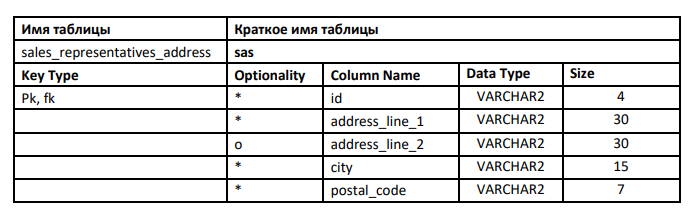 Имя таблицы Краткое имя таблицы
sales_representatives_address sas
Key Type Optionality Column Name Data Type Size
Pk, fk * id VARCHAR2 4
* address_line_1 VARCHAR2 30
o address_line_2 VARCHAR2 30
* city VARCHAR2 15
* postal_code VARCHAR2 7